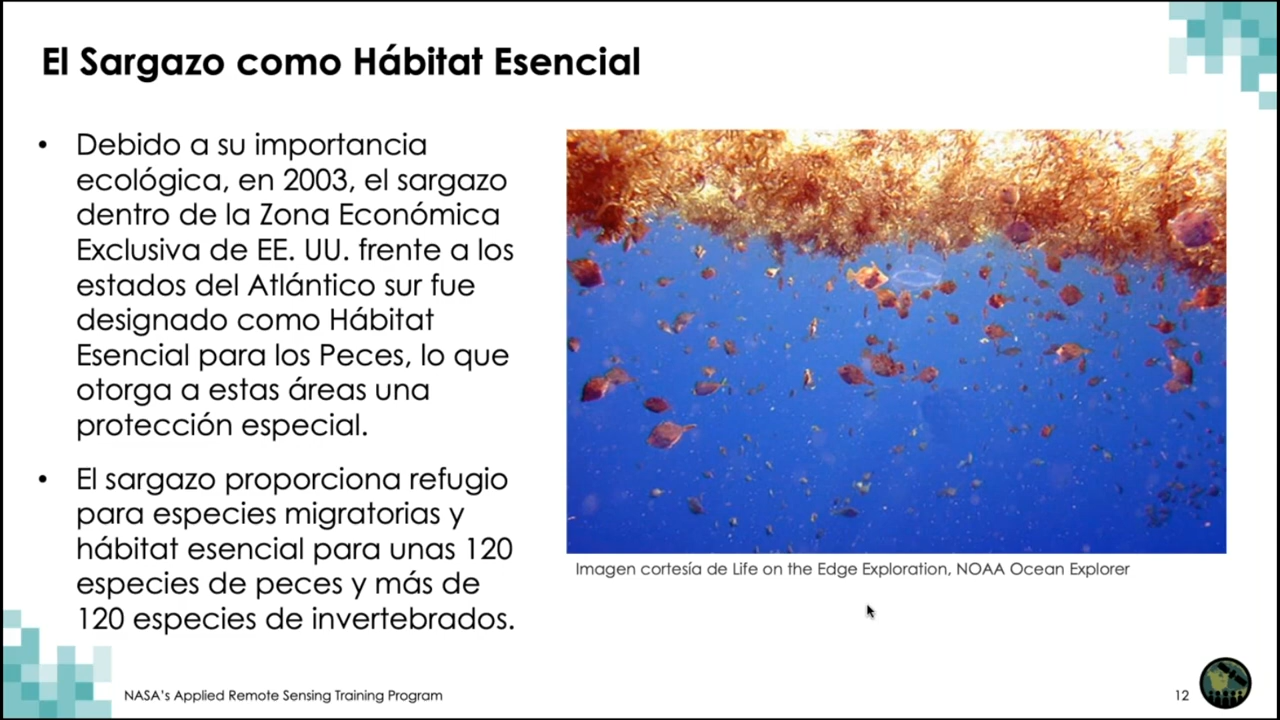 El Sargazo como Hábitat Esencial
• Debido a su importancia
ecológica, en 2003, el sargazo
dentro de la Zona Económica
Exclusiva de EE. UU. frente a los
estados del Atlántico sur fue
designado como Hábitat
Esencial para los Peces, lo que
otorga a estas áreas una
protección especial.
• El sargazo proporciona refugio
para especies migratorias y
hábitat esencial para unas 120
especies de peces y más de
120 especies de invertebrados.
Imagen cortesía de Life on the Edge Exploration, NOAA Ocean Explorer
NASA's Applied Remote Sensing Training Program
12